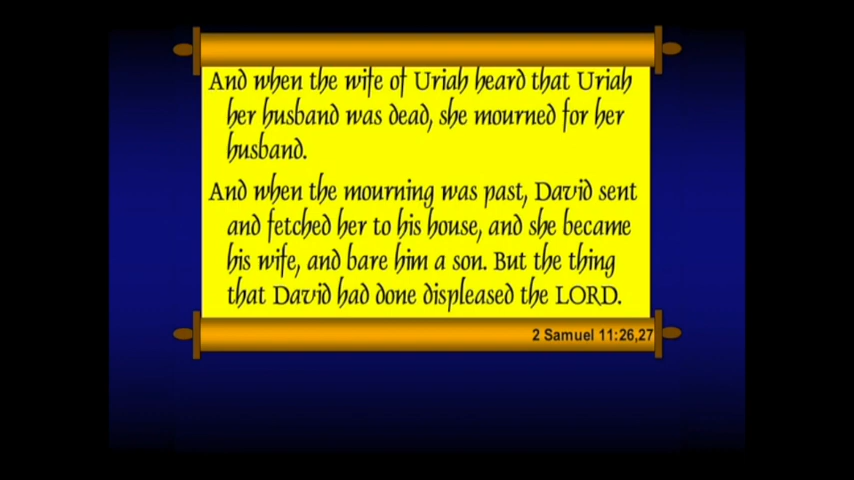 And when the wife of Uriah heard that Uriah
her husband was dead, she mourned for her
husband.
And when the mourning was past, David sent
and fetched her to his house, and she became
his wife, and bare him a son. But the thing
that David had done displeased the LORD.
2 Samuel 11:26,27